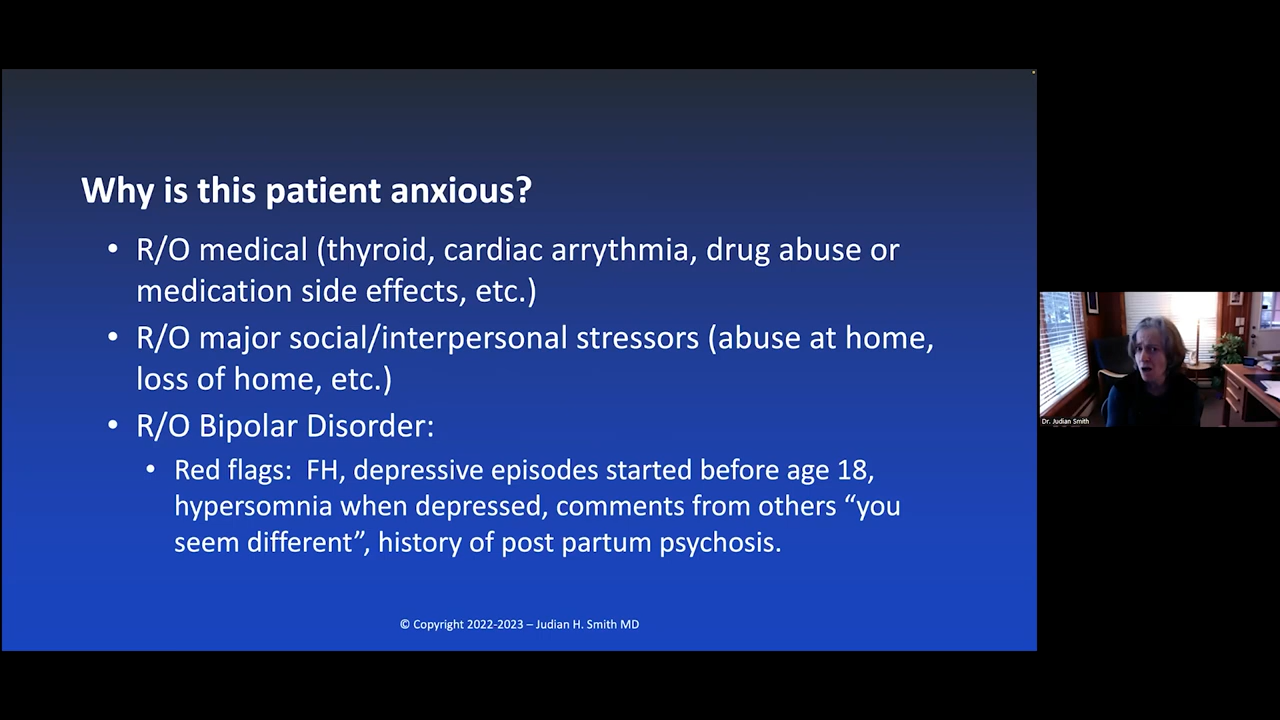 Why is this patient anxious?
• R/O medical (thyroid, cardiac arrythmia, drug abuse or
medication side effects, etc.)
• R/O major social/interpersonal stressors (abuse at home,
loss of home, etc.)
• R/O Bipolar Disorder:
• Red flags:  FH, depressive episodes started before age 18,
hypersomnia when depressed, comments from others “you
seem different”, history of post partum psychosis.
© Copyright 2022-2023 – Judian H. Smith MD
Dr. Judian Smith